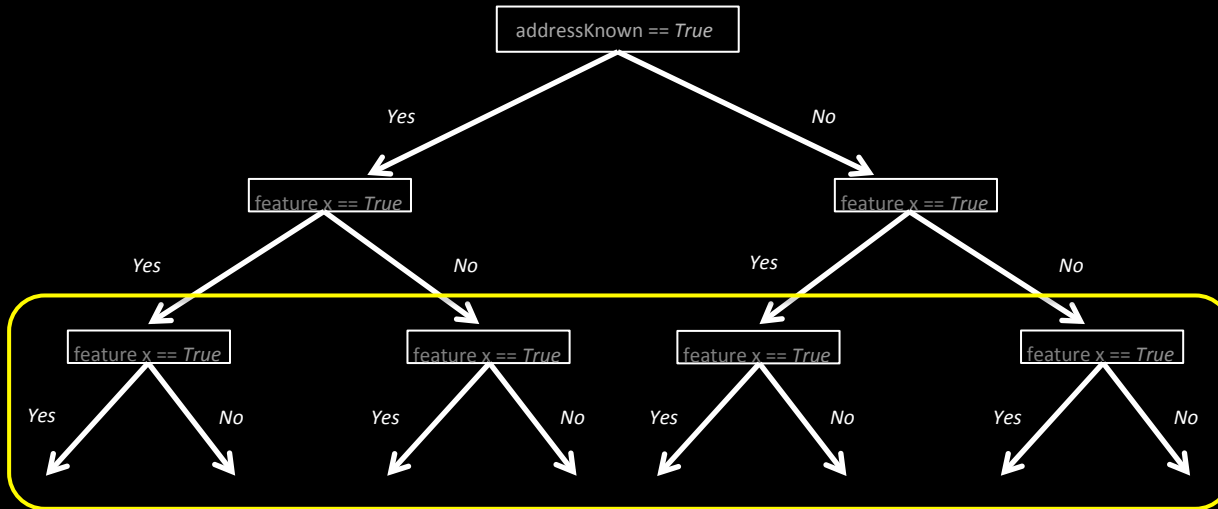 addressKnown == True
Yes
No
feature x == True
feature x == True
Yes
No
Yes
No
feature x == True
feature x == True
feature x == True
feature x == True
Yes
No
Yes
No
Yes
No
Yes
No